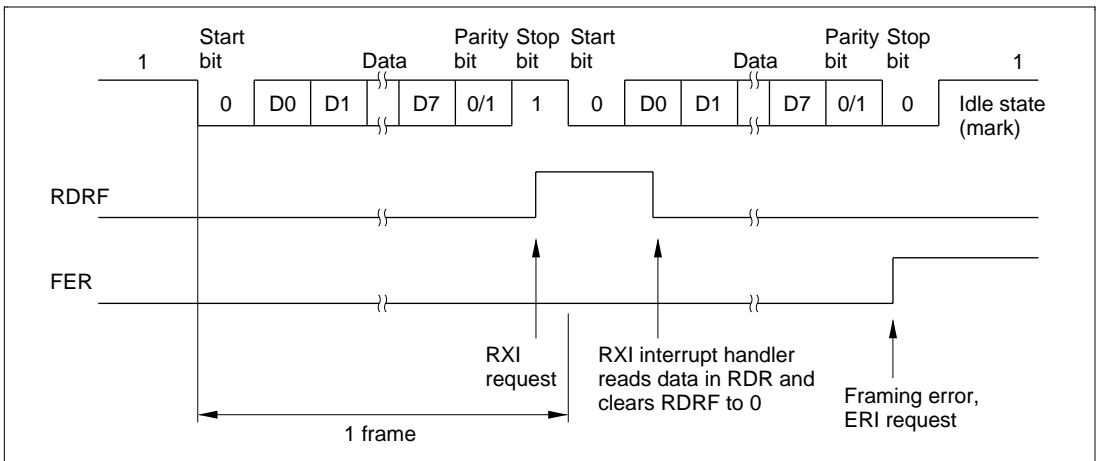 Start bit
Data
Parity bit
Stop bit
Start bit
Data
Parity bit
Stop bit
1
1
0
D0
D1
D7
0/1
1
0
D0
D1
D7
0/1
0
Idle state
(mark)
RDRF
FER
RXI
request
RXI interrupt handler
reads data in RDR and
clears RDRF to 0
Framing error,
ERI request
1 frame